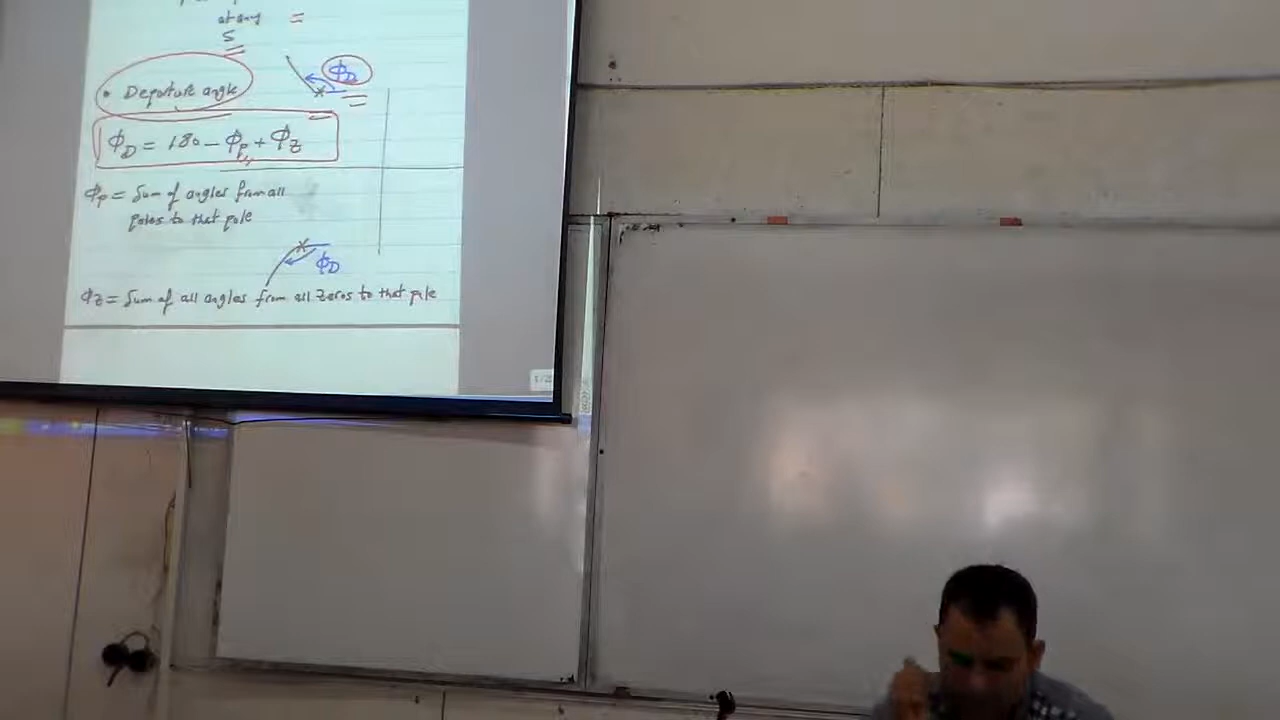 at any =
S
• Departure angle
ΦD
ΦD = 180 - Φp + Φz
Φp = Sum of angles from all
poles to that pole
ΦD
Φz = Sum of all angles from all Zeros to that pole